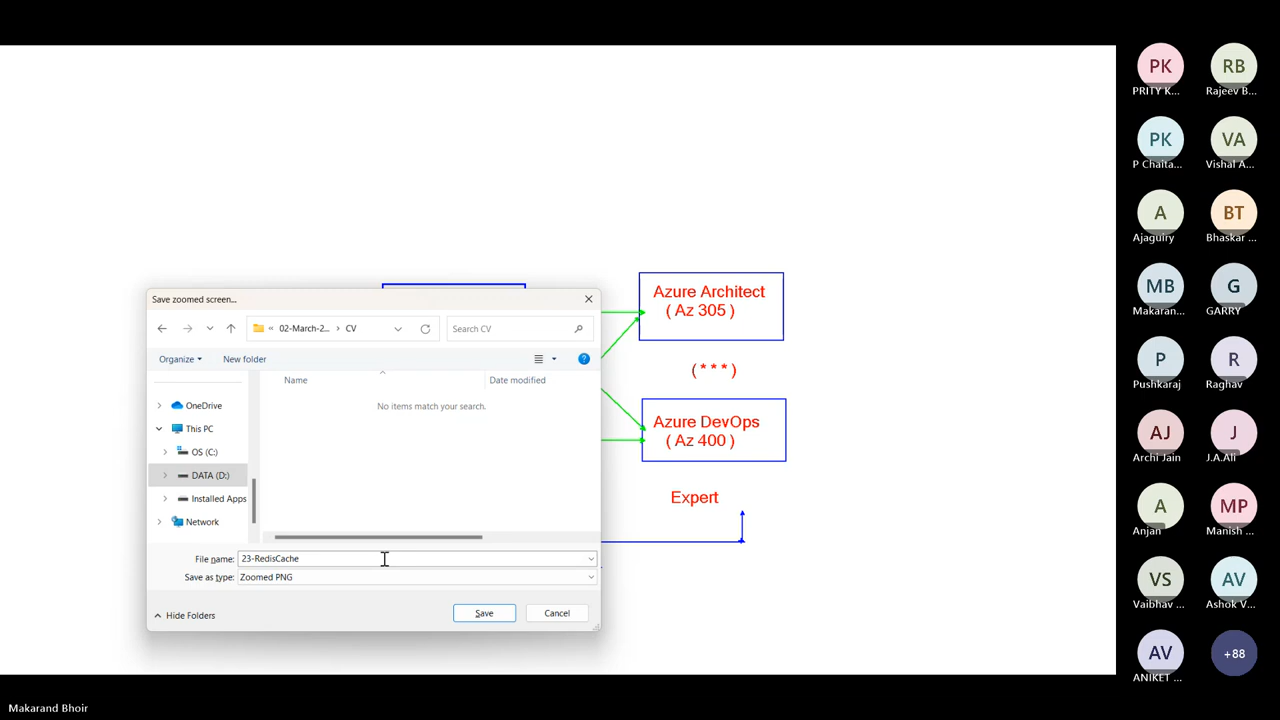 Save zoomed screen...
« 02-March-2... › CV
Search CV
Organize
New folder
Name
Date modified
No items match your search.
OneDrive
This PC
OS (C:)
DATA (D:)
Installed Apps
Network
File name: 23-RedisCache
Save as type: Zoomed PNG
Hide Folders
Save
Cancel
Azure Architect
( Az 305 )
( * * * )
Azure DevOps
( Az 400 )
Expert
PK
PRITY K...
RB
Rajeev B...
PK
P Chaita...
VA
Vishal A...
A
Ajaguiry
BT
Bhaskar ...
MB
Makaran...
G
GARRY
P
Pushkaraj
R
Raghav
AJ
Archi Jain
J
J.A.Ali
A
Anjan
MP
Manish ...
VS
Vaibhav ...
AV
Ashok V...
AV
ANIKET ...
+88
Makarand Bhoir